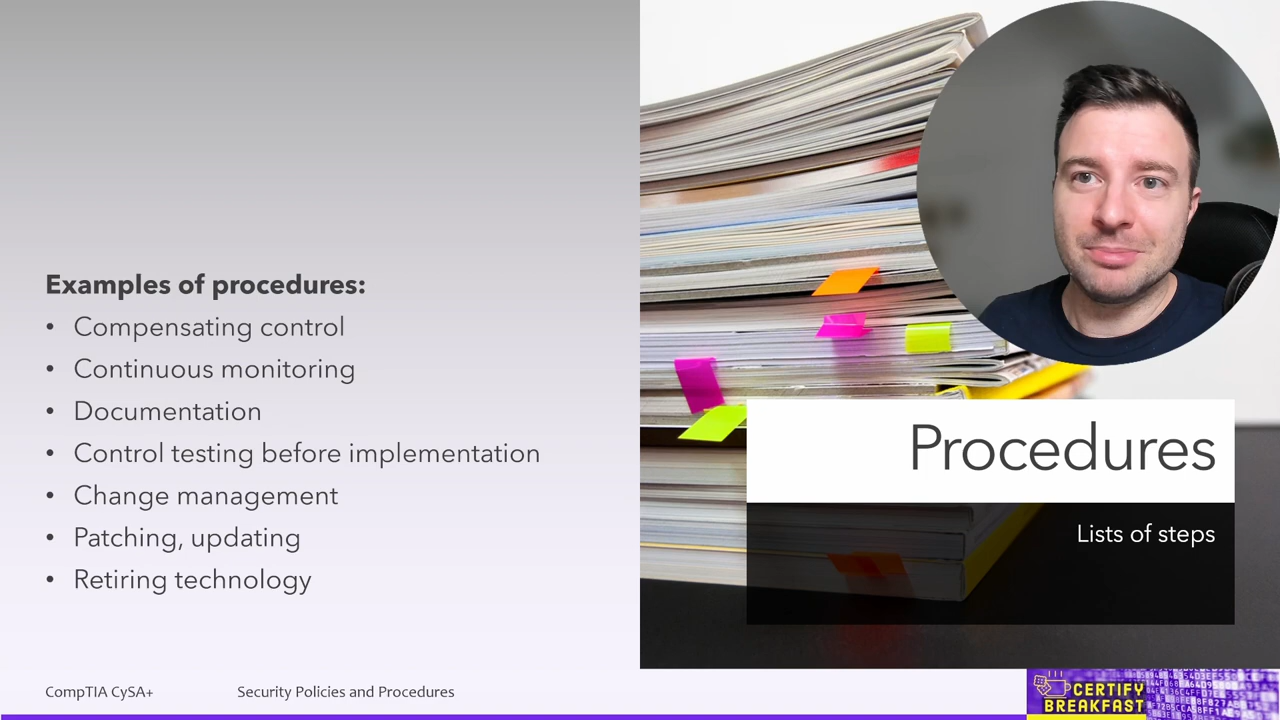 Examples of procedures:
• Compensating control
• Continuous monitoring
• Documentation
• Control testing before implementation
• Change management
• Patching, updating
• Retiring technology
Procedures
Lists of steps
CompTIA CySA+
Security Policies and Procedures
CERTIFY
BREAKFAST